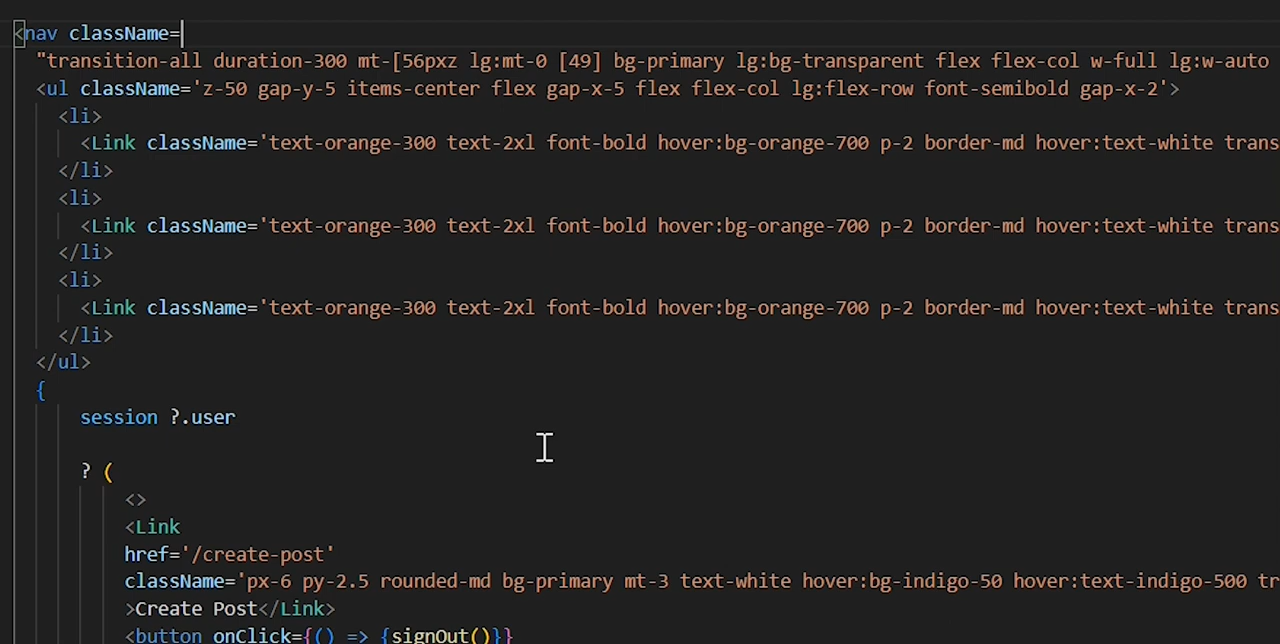 <nav className=
"transition-all duration-300 mt-[56pxz lg:mt-0 [49] bg-primary lg:bg-transparent flex flex-col w-full lg:w-auto
<ul className='z-50 gap-y-5 items-center flex gap-x-5 flex flex-col lg:flex-row font-semibold gap-x-2'>
<li>
<Link className='text-orange-300 text-2xl font-bold hover:bg-orange-700 p-2 border-md hover:text-white trans
</li>
<li>
<Link className='text-orange-300 text-2xl font-bold hover:bg-orange-700 p-2 border-md hover:text-white trans
</li>
<li>
<Link className='text-orange-300 text-2xl font-bold hover:bg-orange-700 p-2 border-md hover:text-white trans
</li>
</ul>
{
session ?.user
? (
<>
<Link
href='/create-post'
className='px-6 py-2.5 rounded-md bg-primary mt-3 text-white hover:bg-indigo-50 hover:text-indigo-500 tr
>Create Post</Link>
<button onClick={() => {signOut()}}